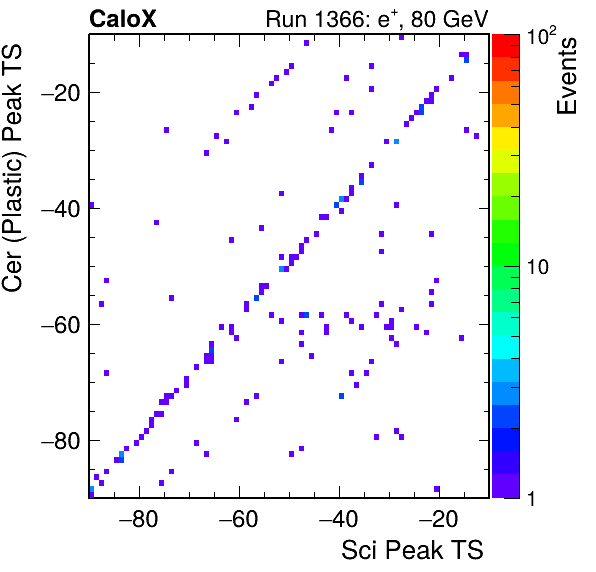 CaloX Run 1366: e⁺, 80 GeV
Cer (Plastic) Peak TS
−20
−40
−60
−80
−80 −60 −40 −20
Sci Peak TS
10²
10
1
Events